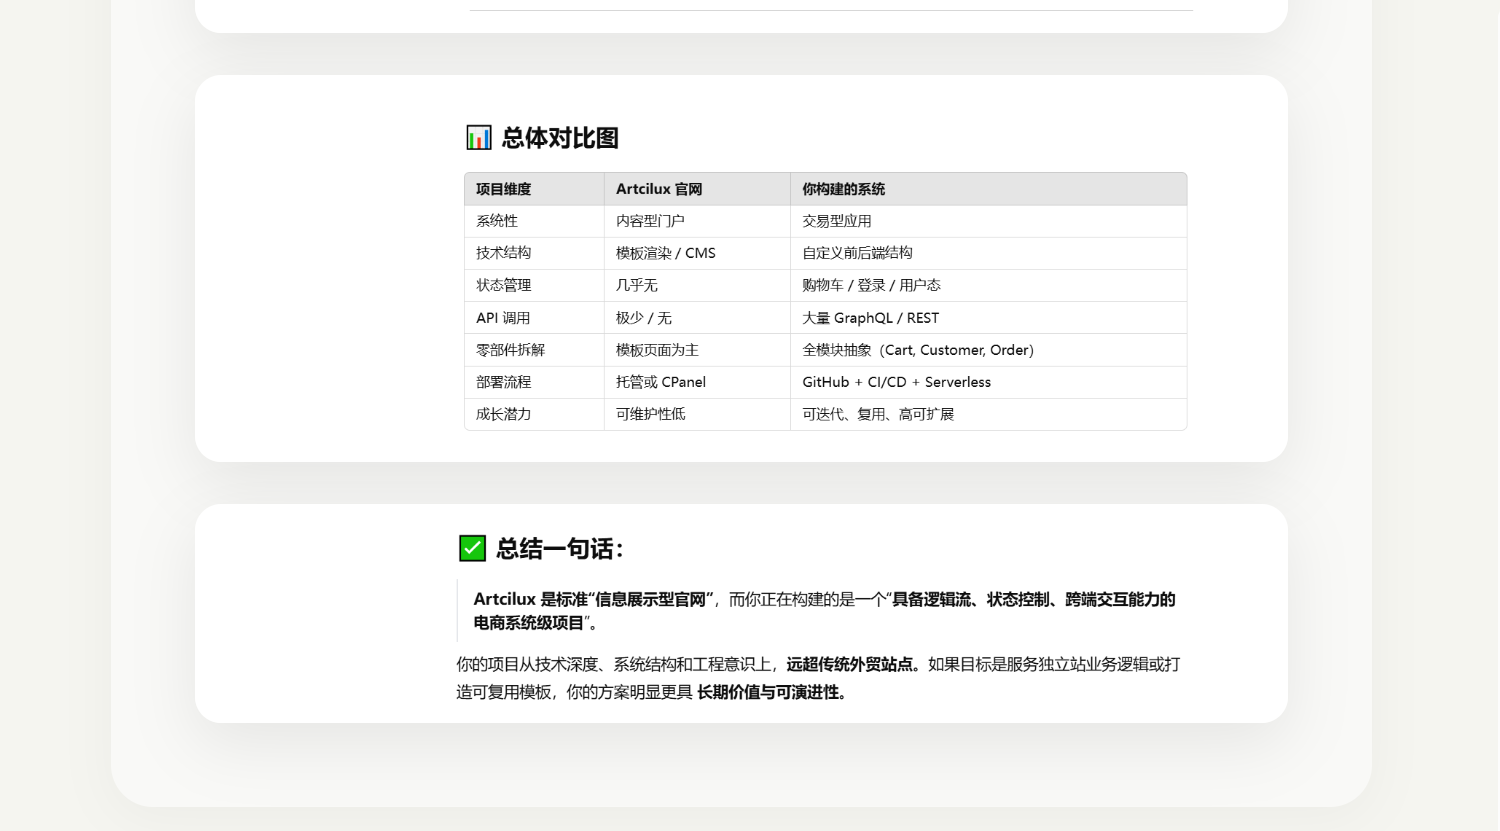 📊 总体对比图
项目维度 Artcilux 官网 你构建的系统
系统性 内容型门户 交易型应用
技术结构 模板渲染 / CMS 自定义前后端结构
状态管理 几乎无 购物车 / 登录 / 用户态
API 调用 极少 / 无 大量 GraphQL / REST
零部件拆解 模板页面为主 全模块抽象（Cart, Customer, Order）
部署流程 托管或 CPanel GitHub + CI/CD + Serverless
成长潜力 可维护性低 可迭代、复用、高可扩展
✅ 总结一句话：
Artcilux 是标准“信息展示型官网”，而你正在构建的是一个“具备逻辑流、状态控制、跨端交互能力的
电商系统级项目”。
你的项目从技术深度、系统结构和工程意识上，远超传统外贸站点。如果目标是服务独立站业务逻辑或打
造可复用模板，你的方案明显更具 长期价值与可演进性。